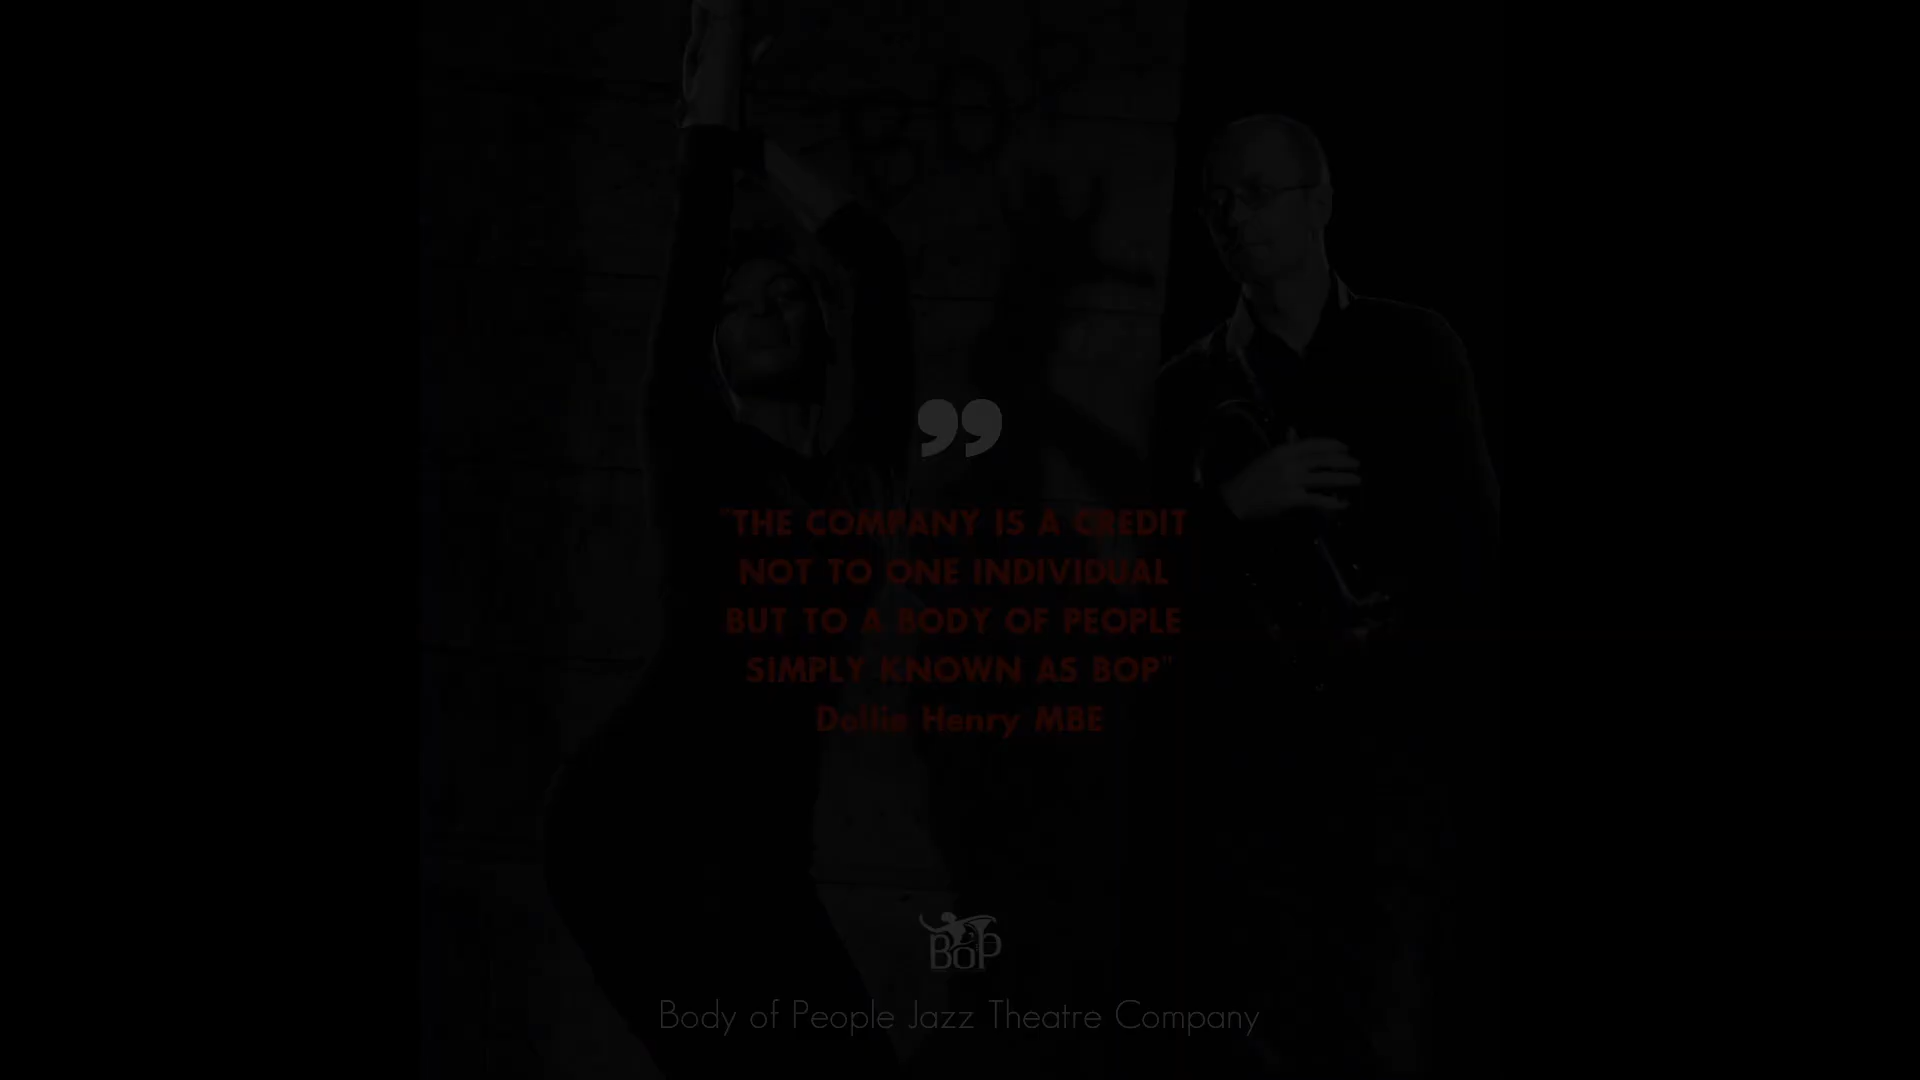 ”
"THE COMPANY IS A CREDIT
NOT TO ONE INDIVIDUAL
BUT TO A BODY OF PEOPLE
SIMPLY KNOWN AS BOP"
Dollie Henry MBE
BOP
Body of People Jazz Theatre Company